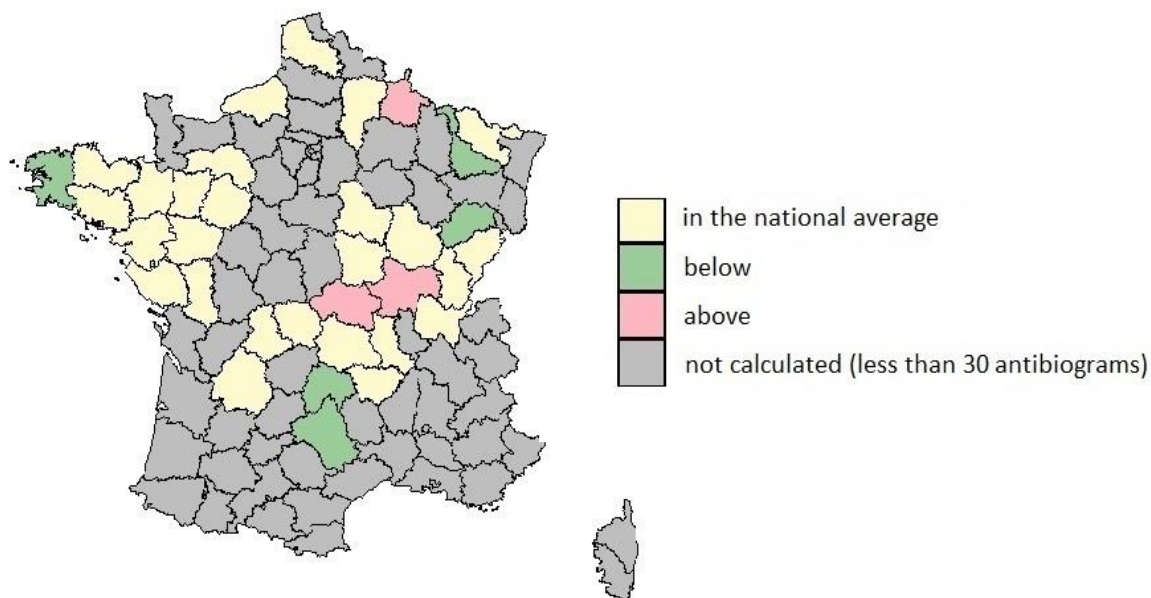 in the national average
below
above
not calculated (less than 30 antibiograms)